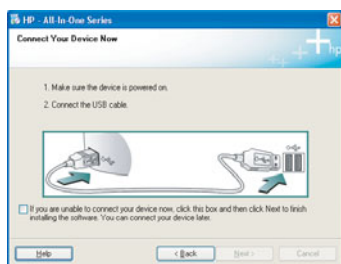 HP - All-In-One Series
Connect Your Device Now
hp
1. Make sure the device is powered on.
2. Connect the USB cable.
If you are unable to connect your device now, click this box and then click Next to finish
installing the software. You can connect your device later.
Help
< Back
Next >
Cancel